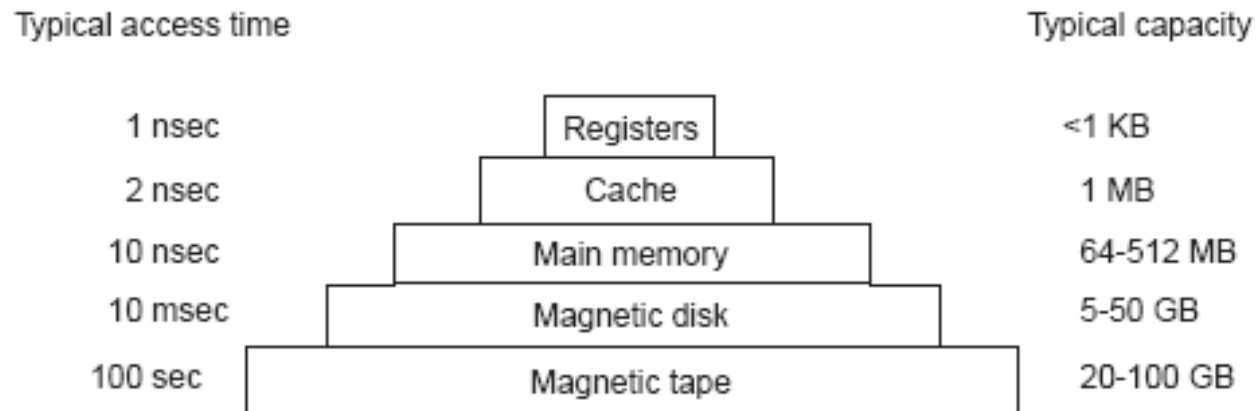 Typical access time Typical capacity
1 nsec Registers <1 KB
2 nsec Cache 1 MB
10 nsec Main memory 64-512 MB
10 msec Magnetic disk 5-50 GB
100 sec Magnetic tape 20-100 GB